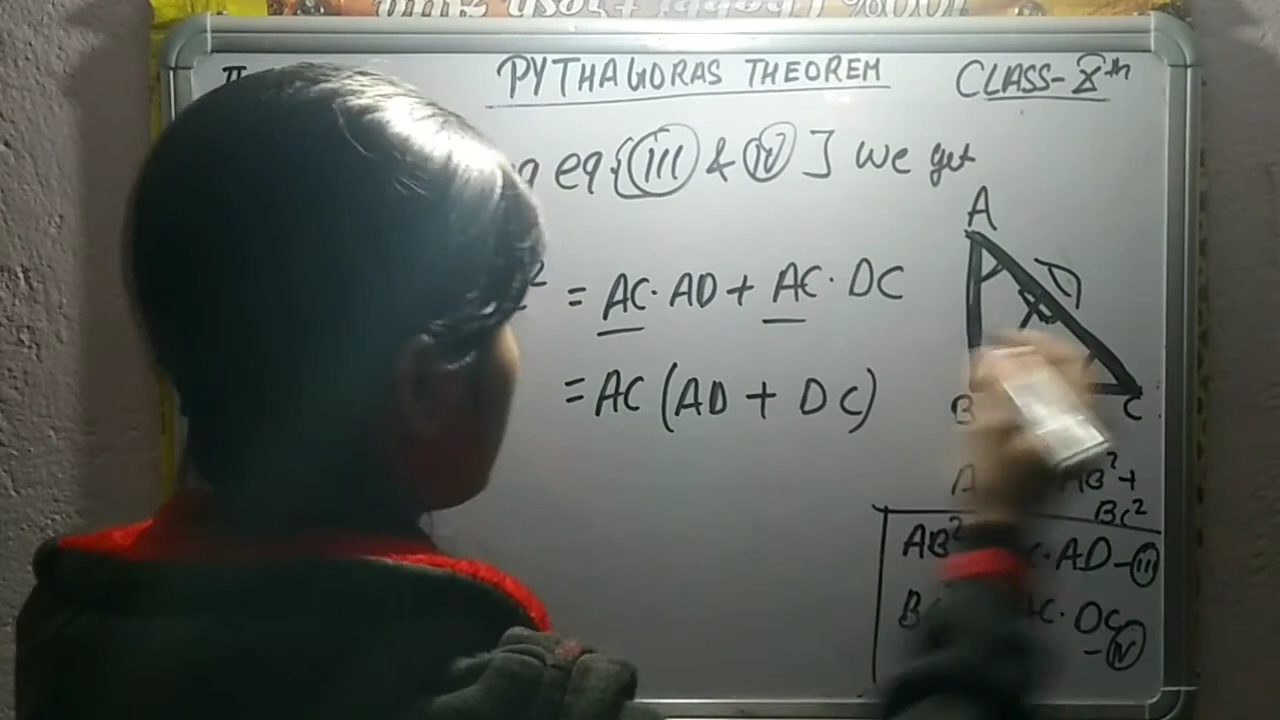 PYTHAGORAS THEOREM CLASS-8th
eq {(iii) & (iv)] we get
² = AC·AD + AC·DC
= AC (AD + DC)
A
D
B
C
A AB²+
BC²
AB² ·AD-(iii)
·DC
-(iv)